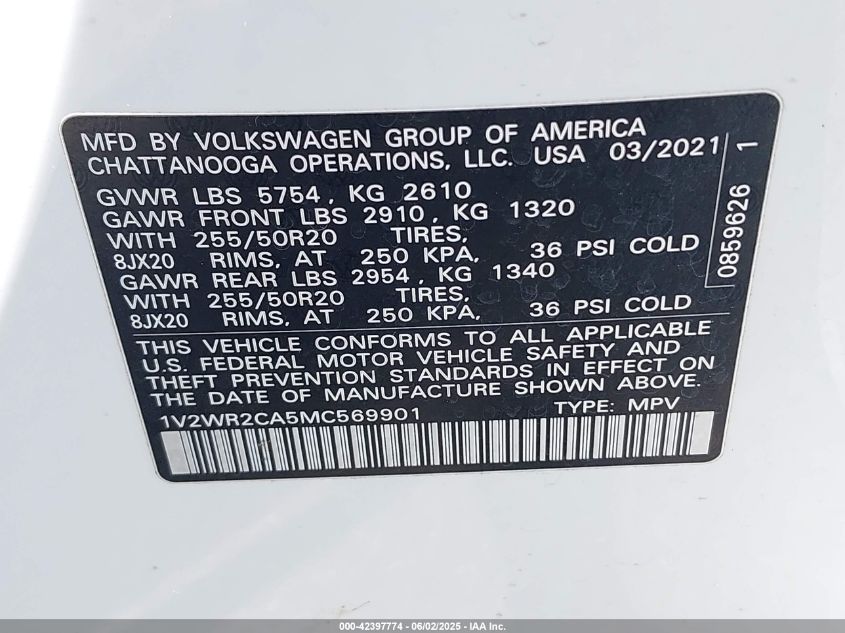 MFD BY VOLKSWAGEN GROUP OF AMERICA
CHATTANOOGA OPERATIONS, LLC. USA 03/2021
GVWR LBS 5754, KG 2610
GAWR FRONT LBS 2910, KG 1320
WITH 255/50R20 TIRES,
8JX20 RIMS, AT 250 KPA, 36 PSI COLD
GAWR REAR LBS 2954, KG 1340
WITH 255/50R20 TIRES,
8JX20 RIMS, AT 250 KPA, 36 PSI COLD
0859626 1
THIS VEHICLE CONFORMS TO ALL APPLICABLE
U.S. FEDERAL MOTOR VEHICLE SAFETY AND
THEFT PREVENTION STANDARDS IN EFFECT ON
THE DATE OF MANUFACTURE SHOWN ABOVE.
1V2WR2CA5MC569901 TYPE: MPV
000-42397774 - 06/02/2025 - IAA Inc.